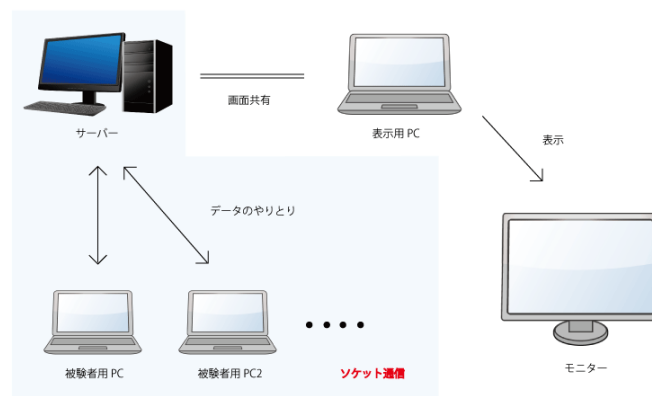 サーバー
画面共有
表示用 PC
表示
データのやりとり
被験者用 PC
被験者用 PC2
ソケット通信
モニター